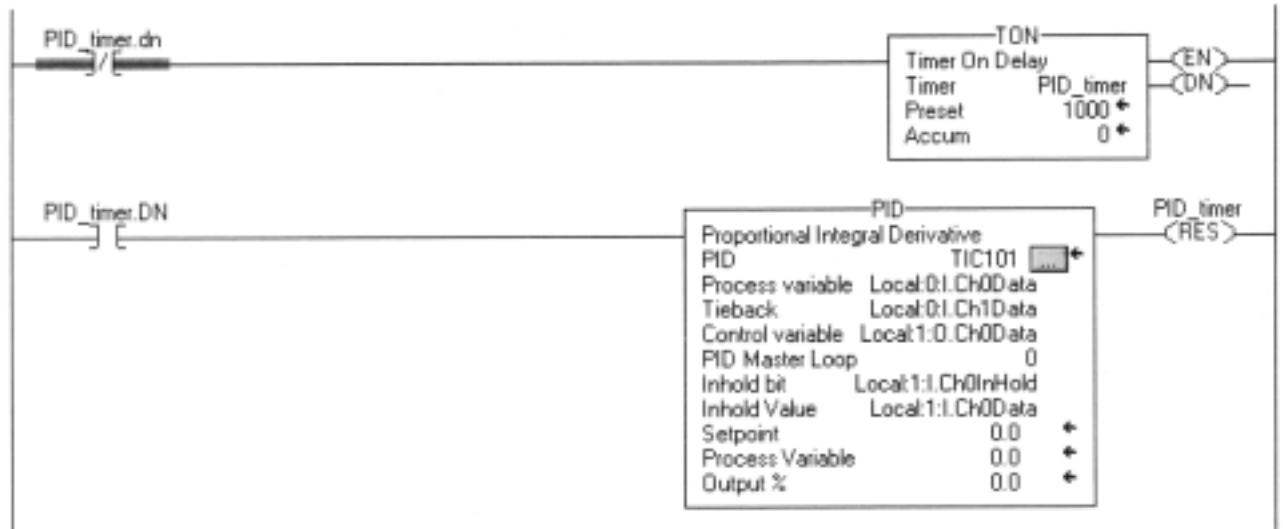 PID_timer.dn
TON
Timer On Delay
Timer PID_timer
Preset 1000
Accum 0
EN
DN
PID_timer.DN
PID
Proportional Integral Derivative
PID TIC101 ...
Process variable Local:0:I.Ch0Data
Tieback Local:0:I.Ch1Data
Control variable Local:1:O.Ch0Data
PID Master Loop 0
Inhold bit Local:1:I.Ch0InHold
Inhold Value Local:1:I.Ch0Data
Setpoint 0.0
Process Variable 0.0
Output % 0.0
PID_timer
RES